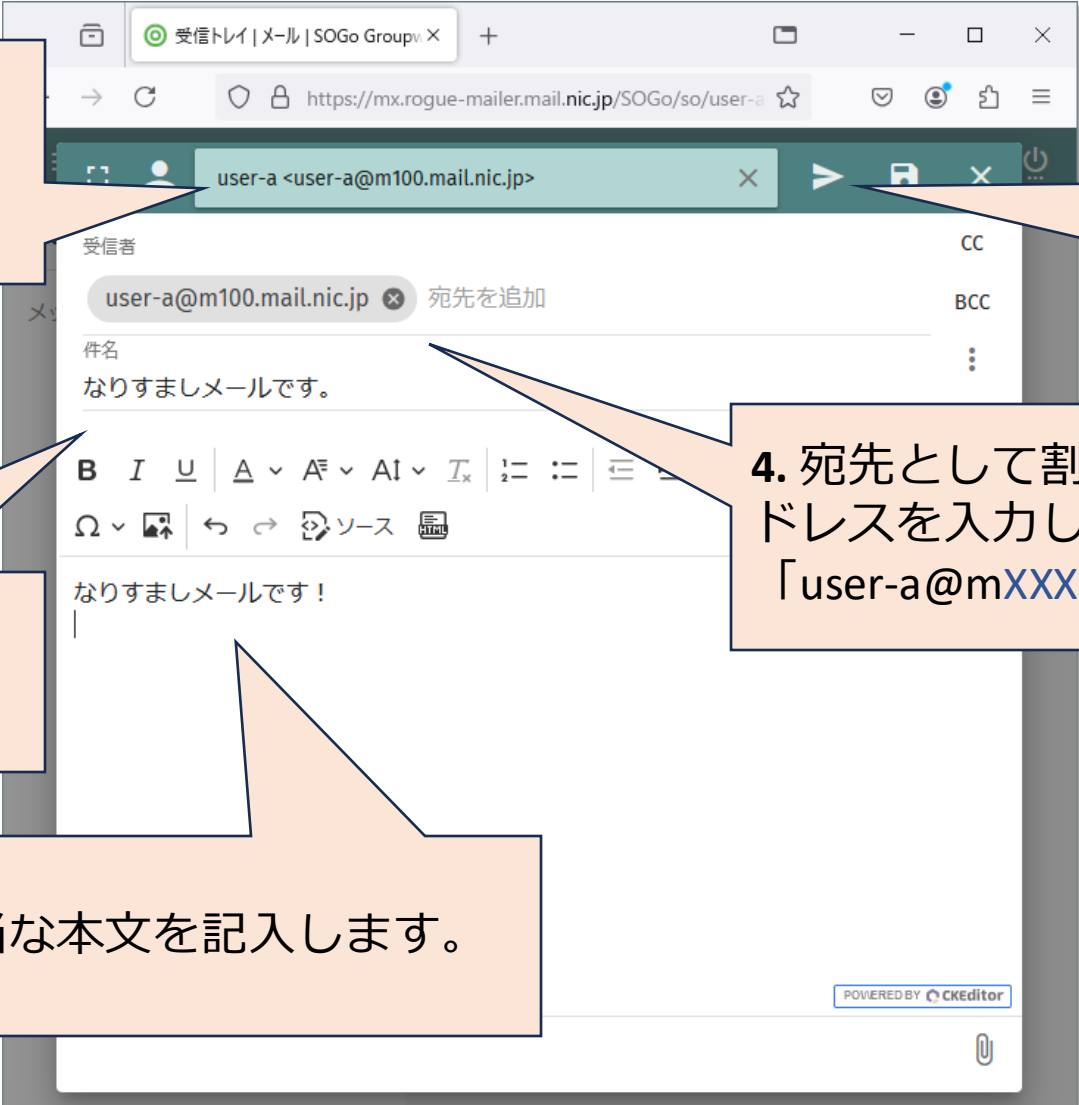 受信トレイ | メール | SOGo Groupw
https://mx.rogue-mailer.mail.nic.jp/SOGo/so/user-a
user-a <user-a@m100.mail.nic.jp>
受信者
CC
user-a@m100.mail.nic.jp 宛先を追加
BCC
件名
なりすましメールです。
B I U A A AI Tx
Ω ソース HTML
4. 宛先として割
ドレスを入力し
「user-a@mXXX
なりすましメールです！
な本文を記入します。
POWERED BY CKEditor